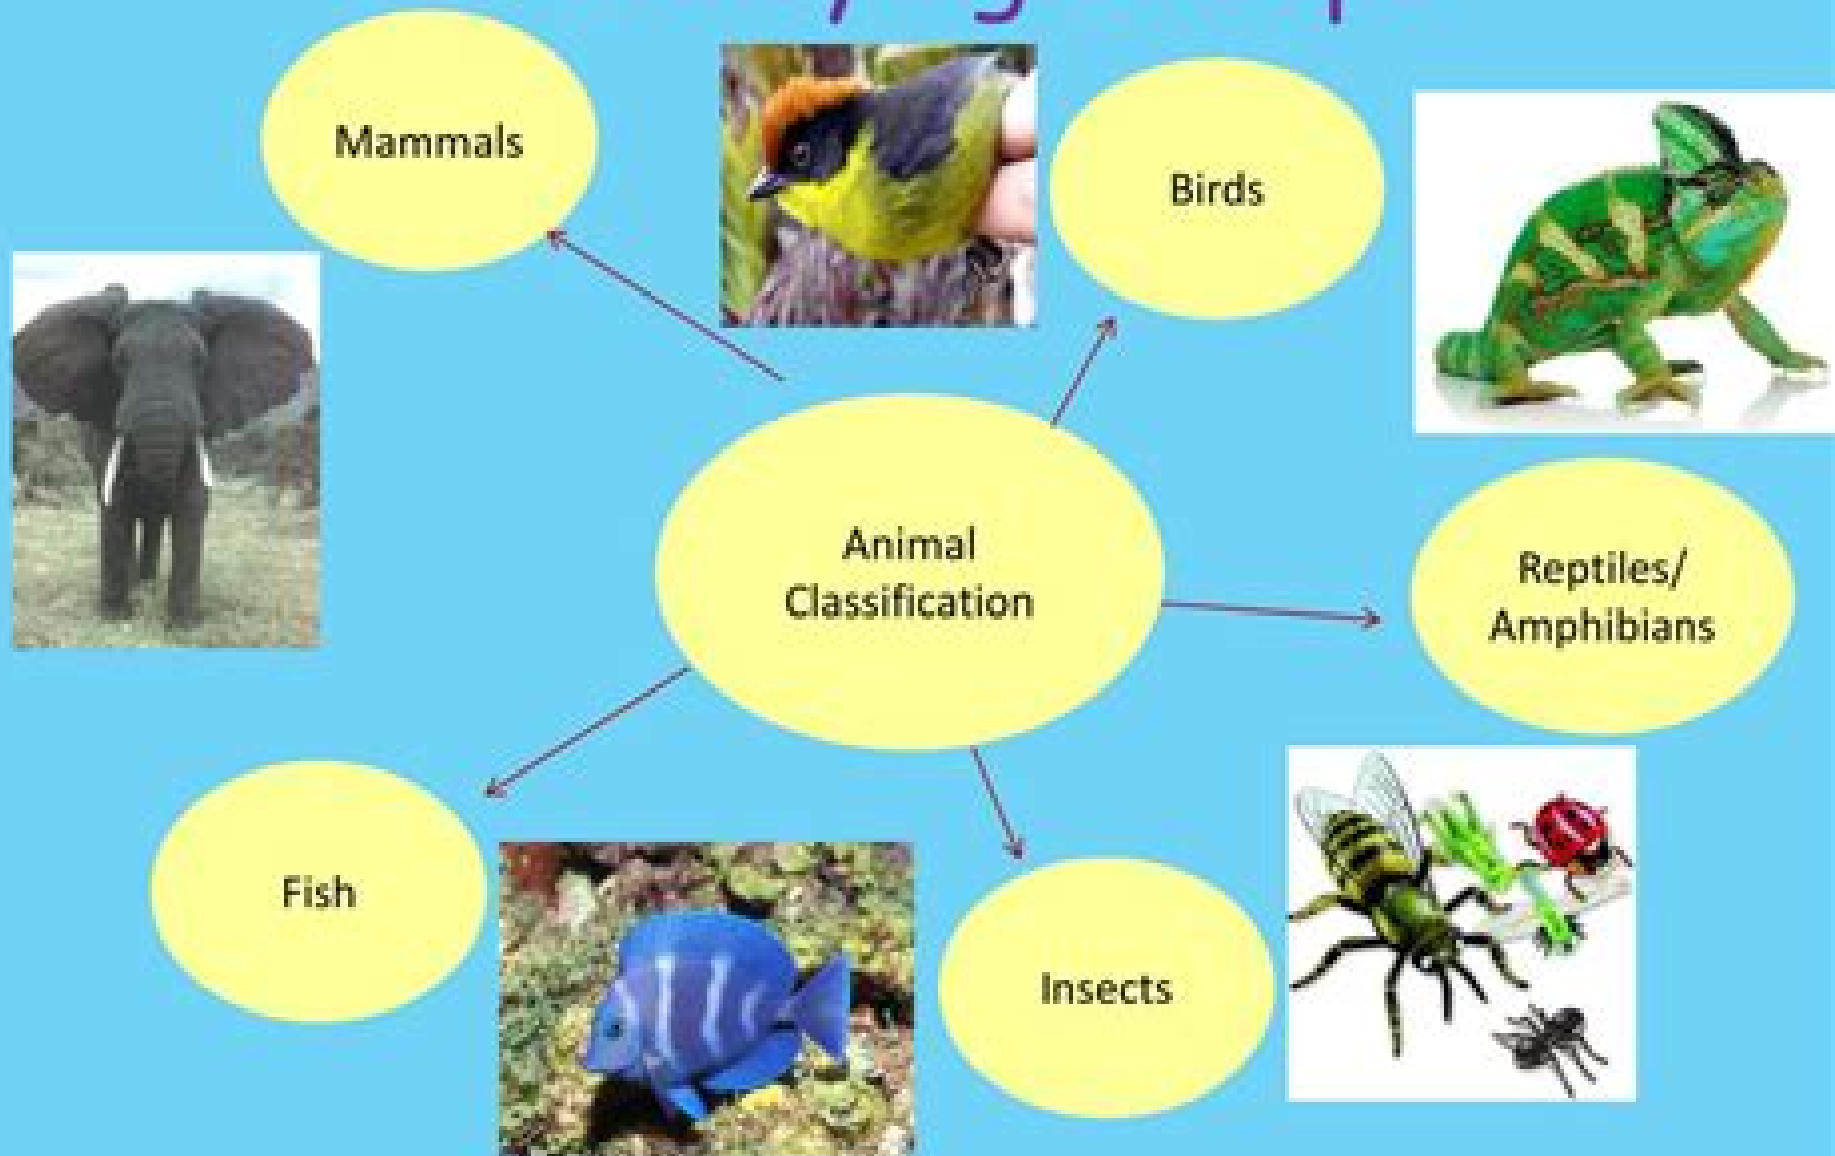 Mammals
Birds
Animal
Classification
Reptiles/
Amphibians
Fish
Insects